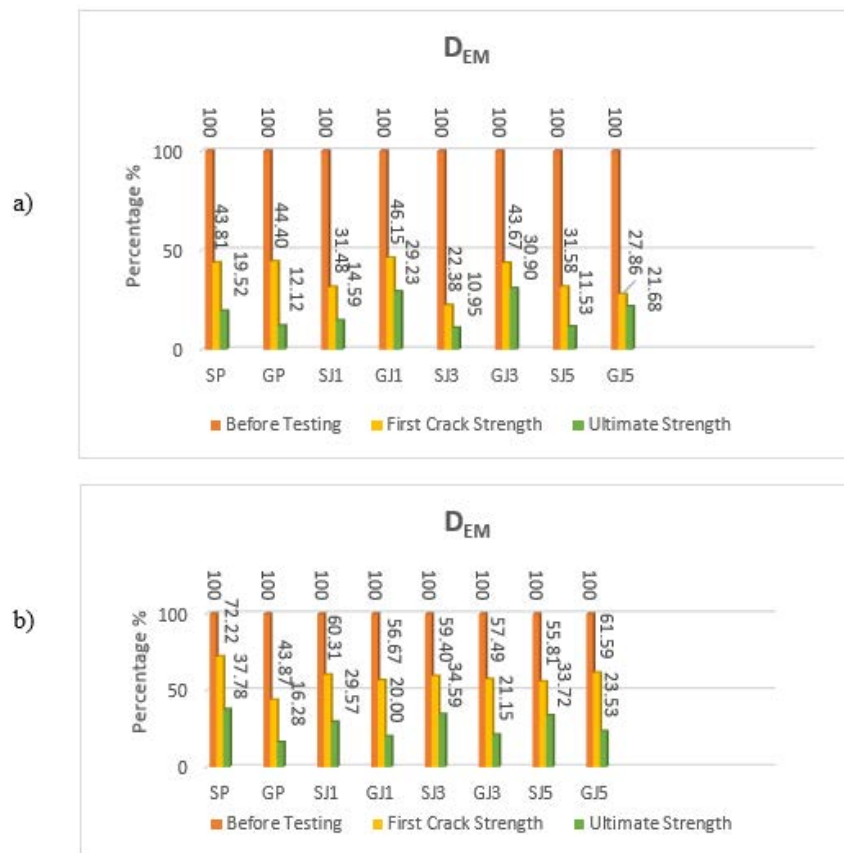 a)
D_EM
Percentage %
100
50
0
100 43.81 19.52
100 44.40 12.12
100 31.48 14.59
100 46.15 29.23
100 22.38 10.95
100 43.67 30.90
100 31.58 11.53
100 27.86 21.68
SP GP SJ1 GJ1 SJ3 GJ3 SJ5 GJ5
Before Testing First Crack Strength Ultimate Strength
b)
D_EM
Percentage %
100
50
0
100 72.22 37.78
100 43.87 16.28
100 60.31 29.57
100 56.67 20.00
100 59.40 34.59
100 57.49 21.15
100 55.81 33.72
100 61.59 23.53
SP GP SJ1 GJ1 SJ3 GJ3 SJ5 GJ5
Before Testing First Crack Strength Ultimate Strength